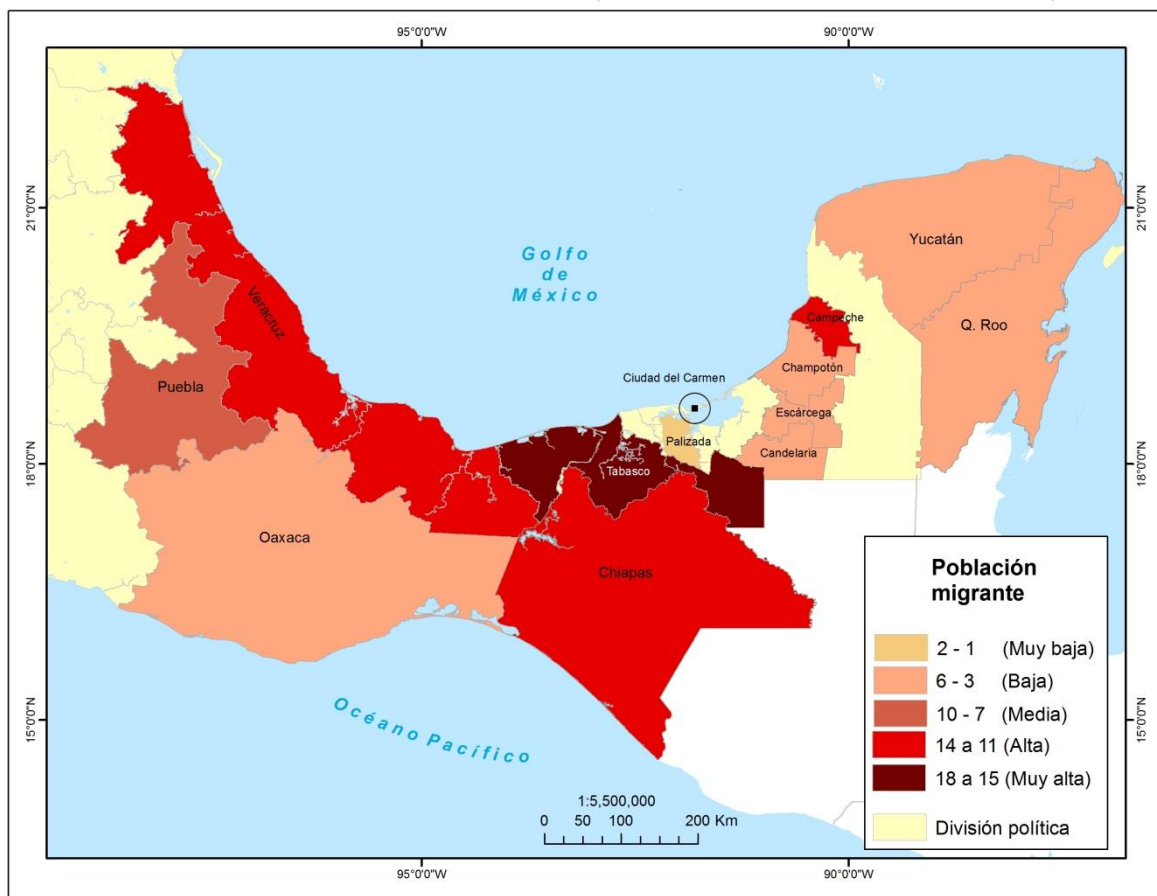 95°0'0"W
90°0'0"W
21°0'0"N
21°0'0"N
Golfo
de
México
Yucatán
Q. Roo
Campeche
Champotón
Veracruz
Puebla
Ciudad del Carmen
Escárcega
Palizada
Candelaria
18°0'0"N
18°0'0"N
Tabasco
Oaxaca
Chiapas
Océano Pacífico
15°0'0"N
15°0'0"N
1:5,500,000
0 50 100 200 Km
Población
migrante
2 - 1 (Muy baja)
6 - 3 (Baja)
10 - 7 (Media)
14 a 11 (Alta)
18 a 15 (Muy alta)
División política
95°0'0"W
90°0'0"W